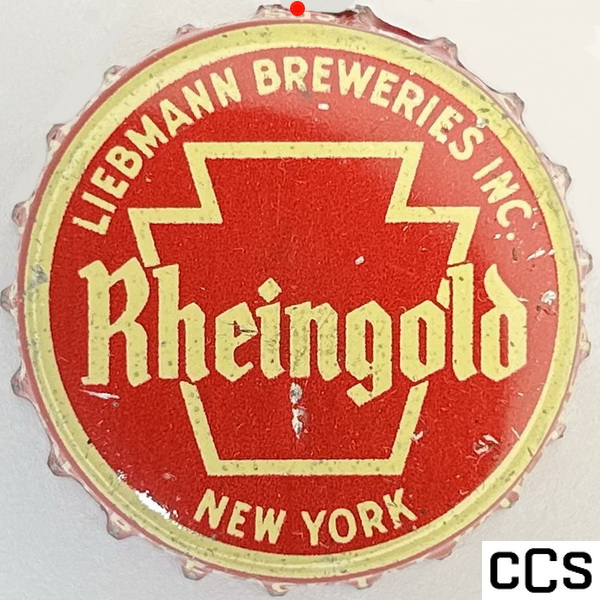 LIEBMANN BREWERIES INC.
Rheingold
NEW YORK
CCS